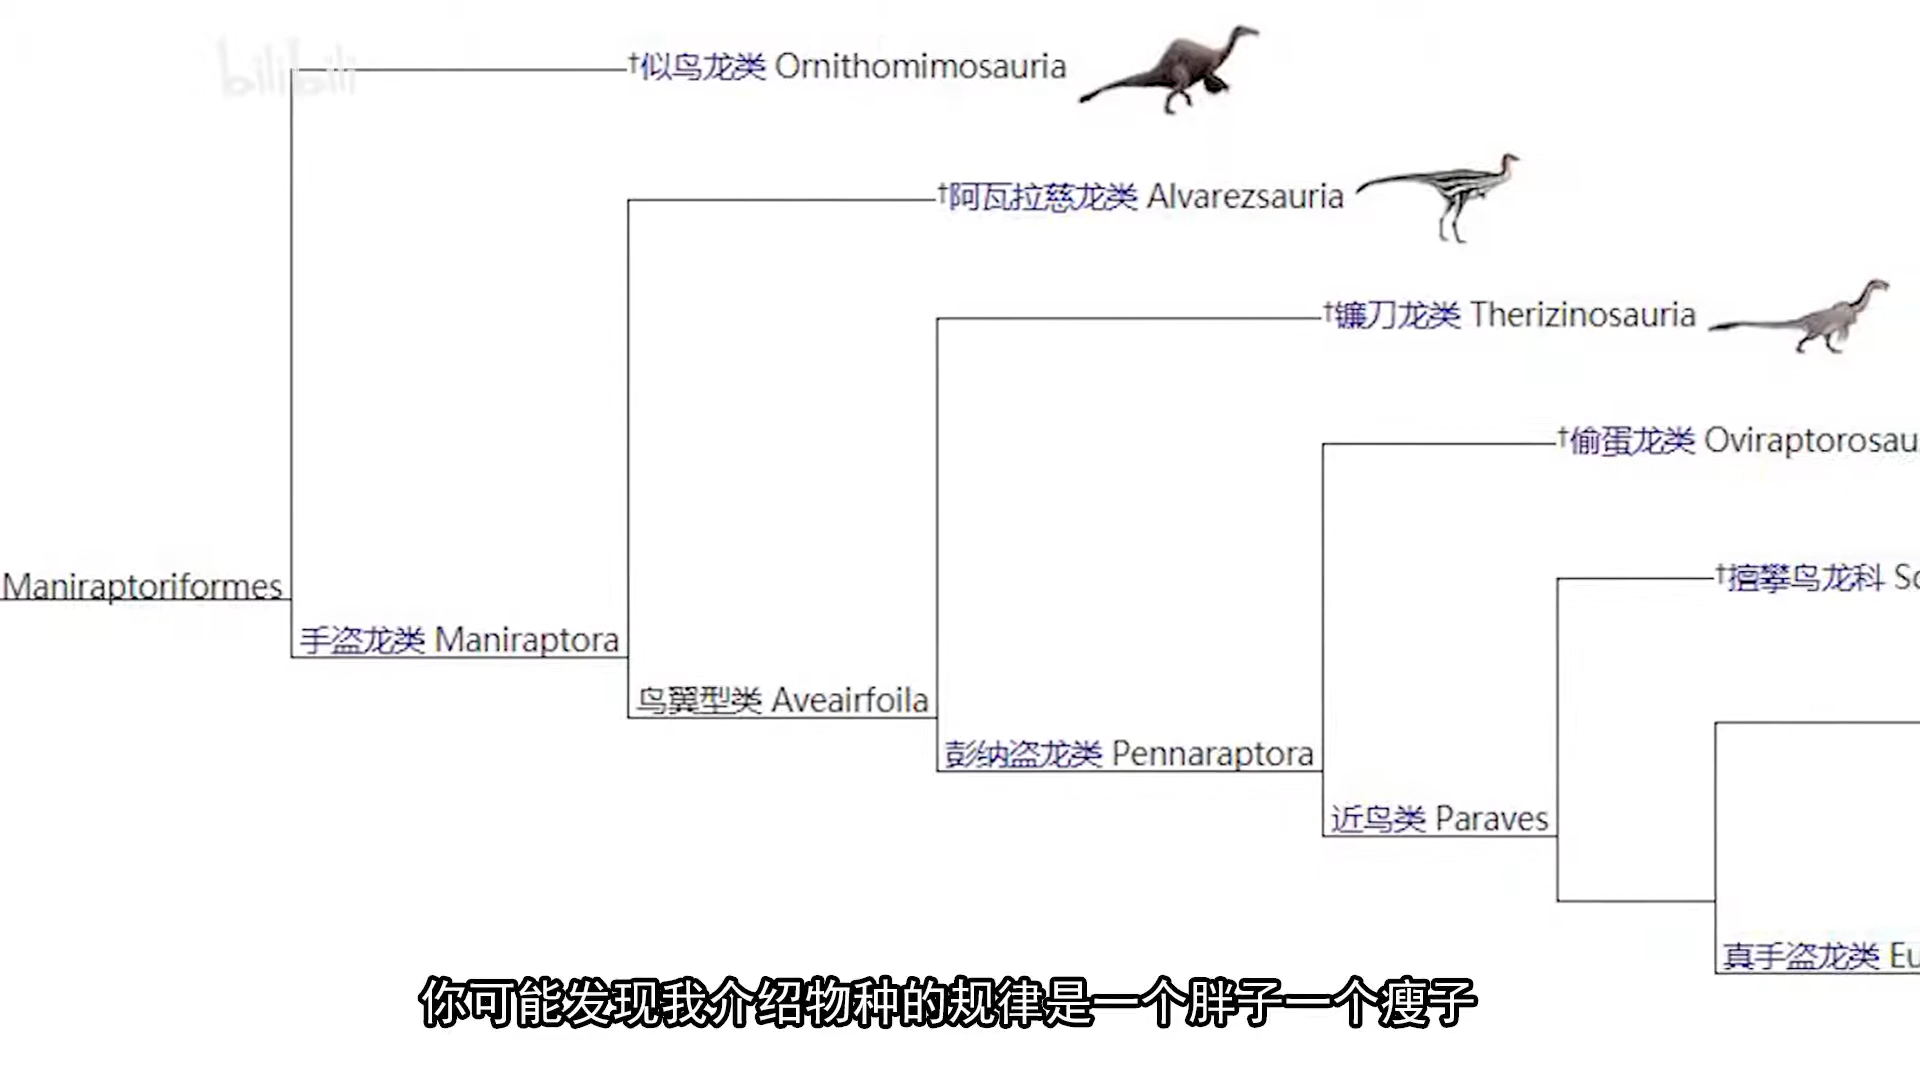 bilibili
†似鸟龙类 Ornithomimosauria
†阿瓦拉慈龙类 Alvarezsauria
†镰刀龙类 Therizinosauria
†偷蛋龙类 Oviraptorosau
†擅攀鸟龙科 Sc
Maniraptoriformes
手盗龙类 Maniraptora
鸟翼型类 Aveairfoila
彭纳盗龙类 Pennaraptora
近鸟类 Paraves
真手盗龙类 Eu
你可能发现我介绍物种的规律是一个胖子一个瘦子